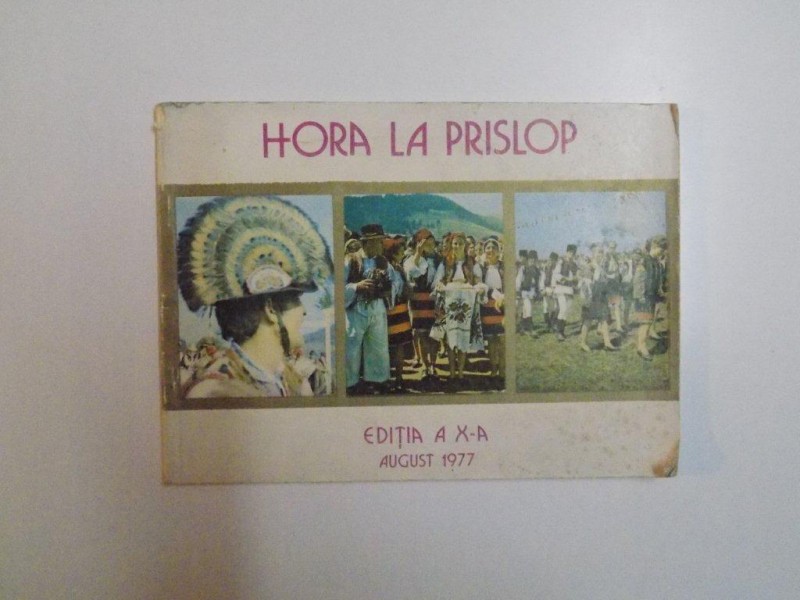 HORA LA PRISLOP
EDIȚIA A X-A
AUGUST 1977